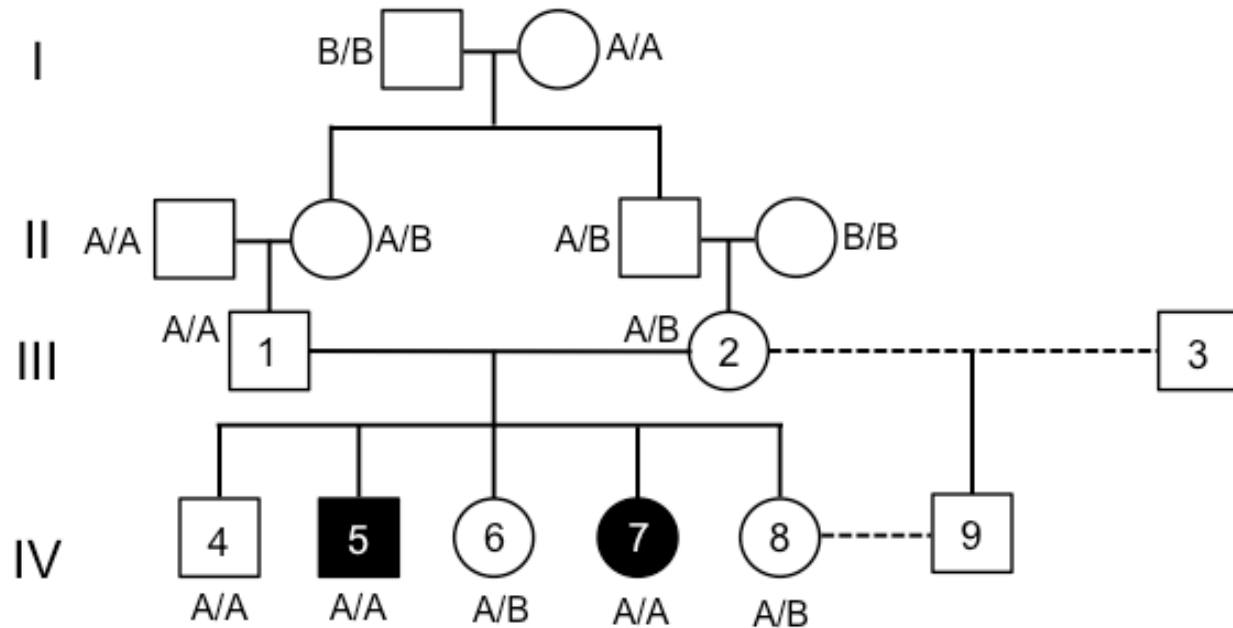 I B/B A/A
II A/A A/B A/B B/B
A/A A/B
III 1 2 3
IV 4 5 6 7 8 9
A/A A/A A/B A/A A/B